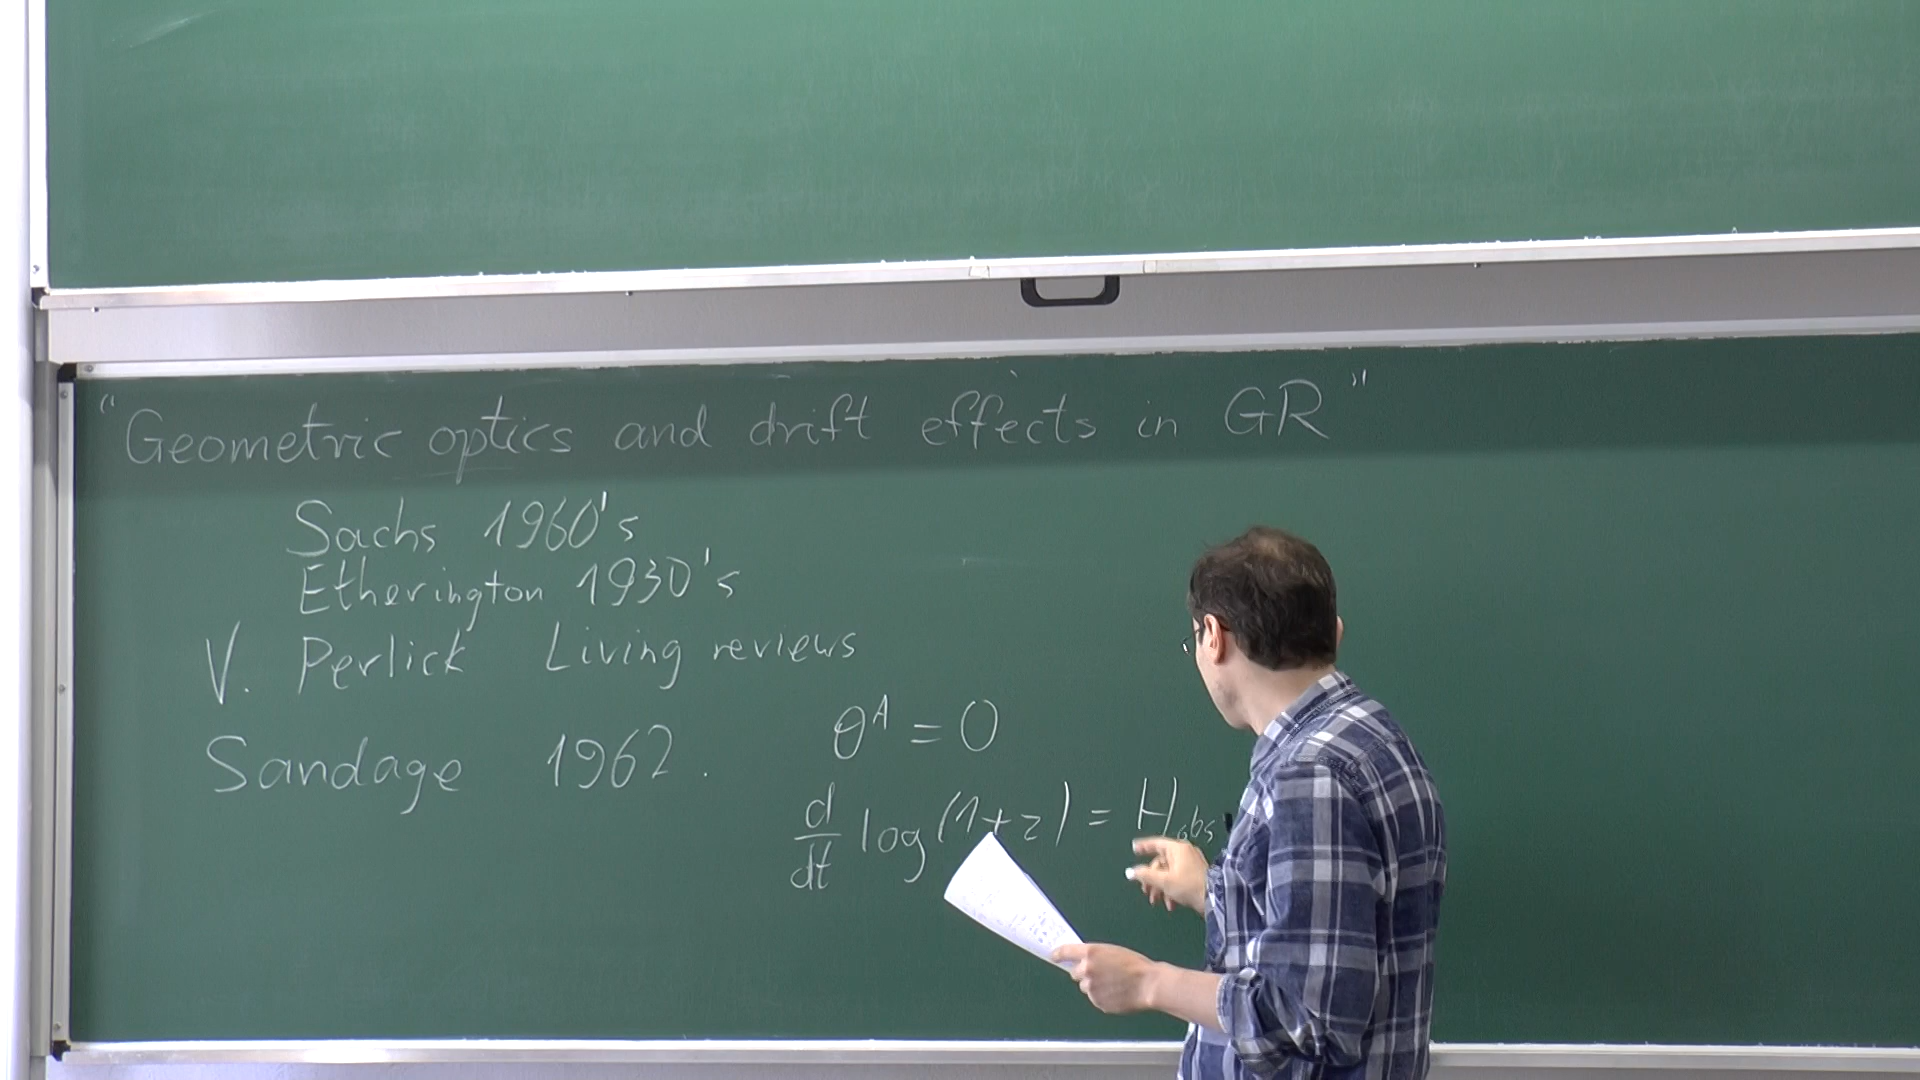 "Geometric optics and drift effects in GR"
Sachs 1960's
Etherington 1930's
V. Perlick Living reviews
Sandage 1962.
θ^A = 0
d/dt log(1+z) = H_obs